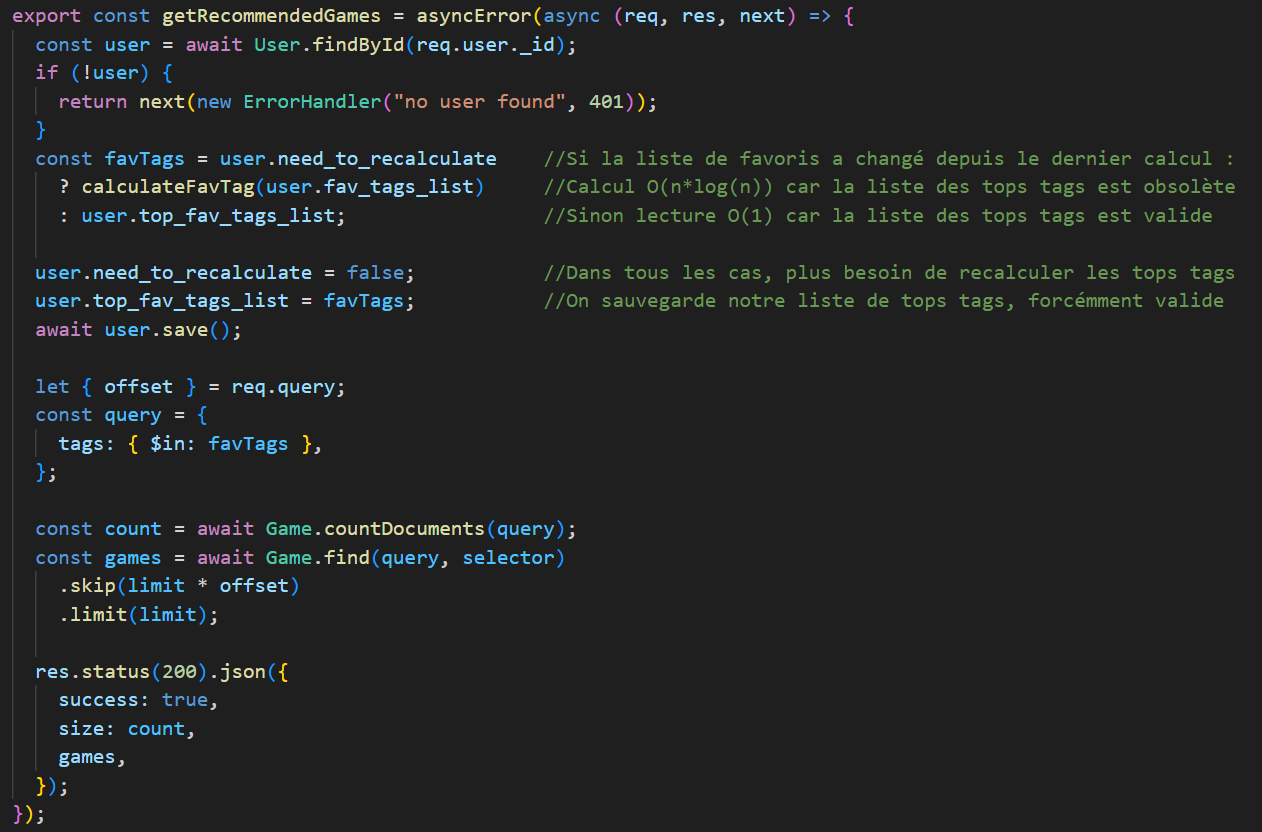 export const getRecommendedGames = asyncError(async (req, res, next) => {
const user = await User.findById(req.user._id);
if (!user) {
return next(new ErrorHandler("no user found", 401));
}
const favTags = user.need_to_recalculate //Si la liste de favoris a changé depuis le dernier calcul :
? calculateFavTag(user.fav_tags_list) //Calcul O(n*log(n)) car la liste des tops tags est obsolète
: user.top_fav_tags_list; //Sinon lecture O(1) car la liste des tops tags est valide
user.need_to_recalculate = false; //Dans tous les cas, plus besoin de recalculer les tops tags
user.top_fav_tags_list = favTags; //On sauvegarde notre liste de tops tags, forcémment valide
await user.save();
let { offset } = req.query;
const query = {
tags: { $in: favTags },
};
const count = await Game.countDocuments(query);
const games = await Game.find(query, selector)
.skip(limit * offset)
.limit(limit);
res.status(200).json({
success: true,
size: count,
games,
});
});